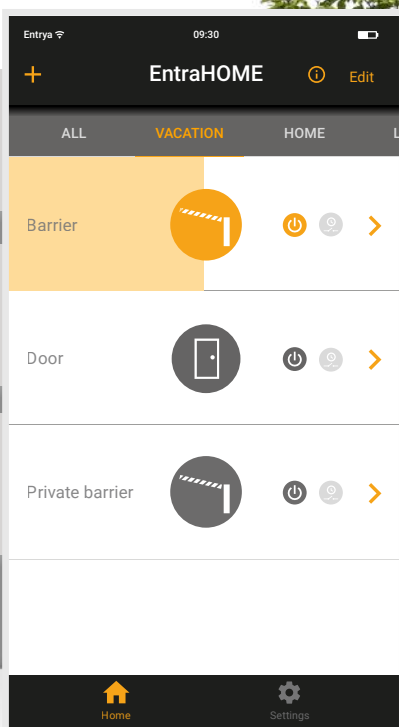 Entrya 09:30
EntraHOME Edit
ALL VACATION HOME L
Barrier
Door
Private barrier
Home Settings